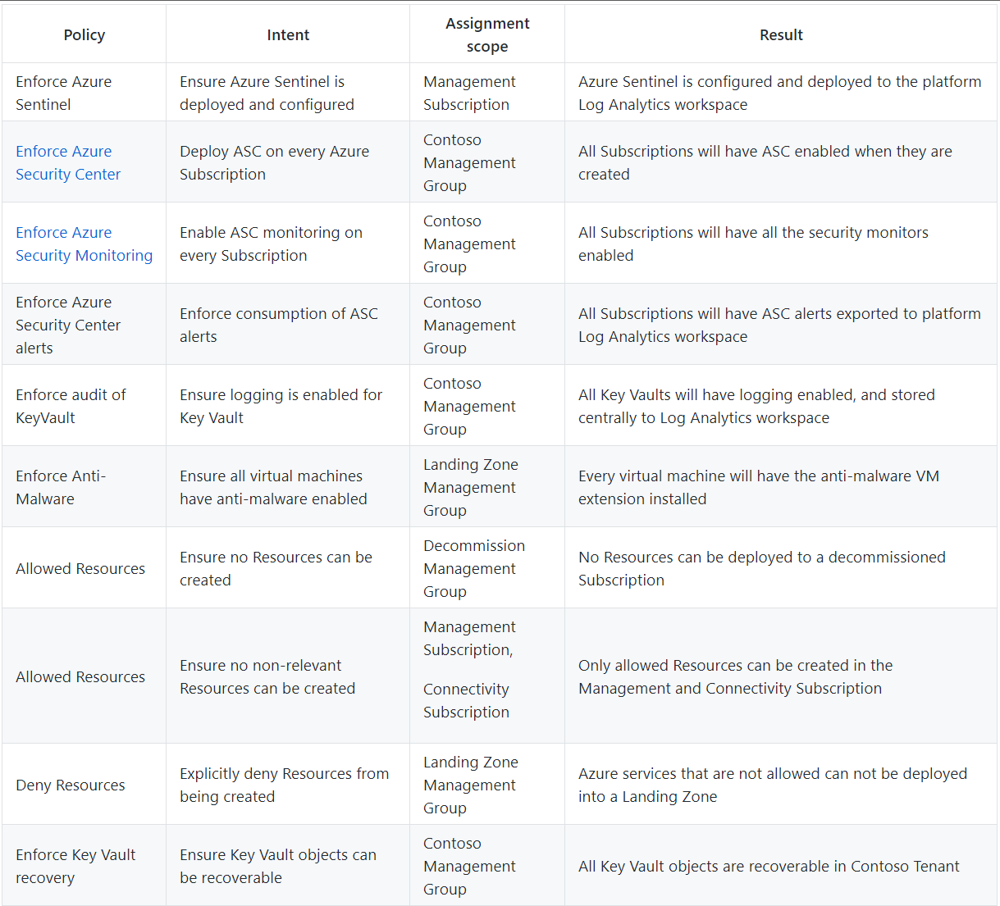 Policy
Intent
Assignment
scope
Result
Enforce Azure
Sentinel
Ensure Azure Sentinel is
deployed and configured
Management
Subscription
Azure Sentinel is configured and deployed to the platform
Log Analytics workspace
Enforce Azure
Security Center
Deploy ASC on every Azure
Subscription
Contoso
Management
Group
All Subscriptions will have ASC enabled when they are
created
Enforce Azure
Security Monitoring
Enable ASC monitoring on
every Subscription
Contoso
Management
Group
All Subscriptions will have all the security monitors
enabled
Enforce Azure
Security Center
alerts
Enforce consumption of ASC
alerts
Contoso
Management
Group
All Subscriptions will have ASC alerts exported to platform
Log Analytics workspace
Enforce audit of
KeyVault
Ensure logging is enabled for
Key Vault
Contoso
Management
Group
All Key Vaults will have logging enabled, and stored
centrally to Log Analytics workspace
Enforce Anti-
Malware
Ensure all virtual machines
have anti-malware enabled
Landing Zone
Management
Group
Every virtual machine will have the anti-malware VM
extension installed
Allowed Resources
Ensure no Resources can be
created
Decommission
Management
Group
No Resources can be deployed to a decommissioned
Subscription
Allowed Resources
Ensure no non-relevant
Resources can be created
Management
Subscription,
Connectivity
Subscription
Only allowed Resources can be created in the
Management and Connectivity Subscription
Deny Resources
Explicitly deny Resources from
being created
Landing Zone
Management
Group
Azure services that are not allowed can not be deployed
into a Landing Zone
Enforce Key Vault
recovery
Ensure Key Vault objects can
be recoverable
Contoso
Management
Group
All Key Vault objects are recoverable in Contoso Tenant